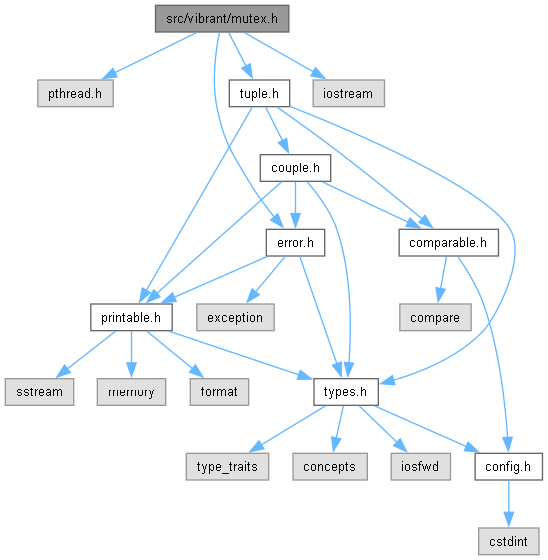 src/vibrant/mutex.h
pthread.h
tuple.h
iostream
couple.h
error.h
comparable.h
printable.h
exception
compare
sstream
memory
format
types.h
type_traits
concepts
iosfwd
config.h
cstdint